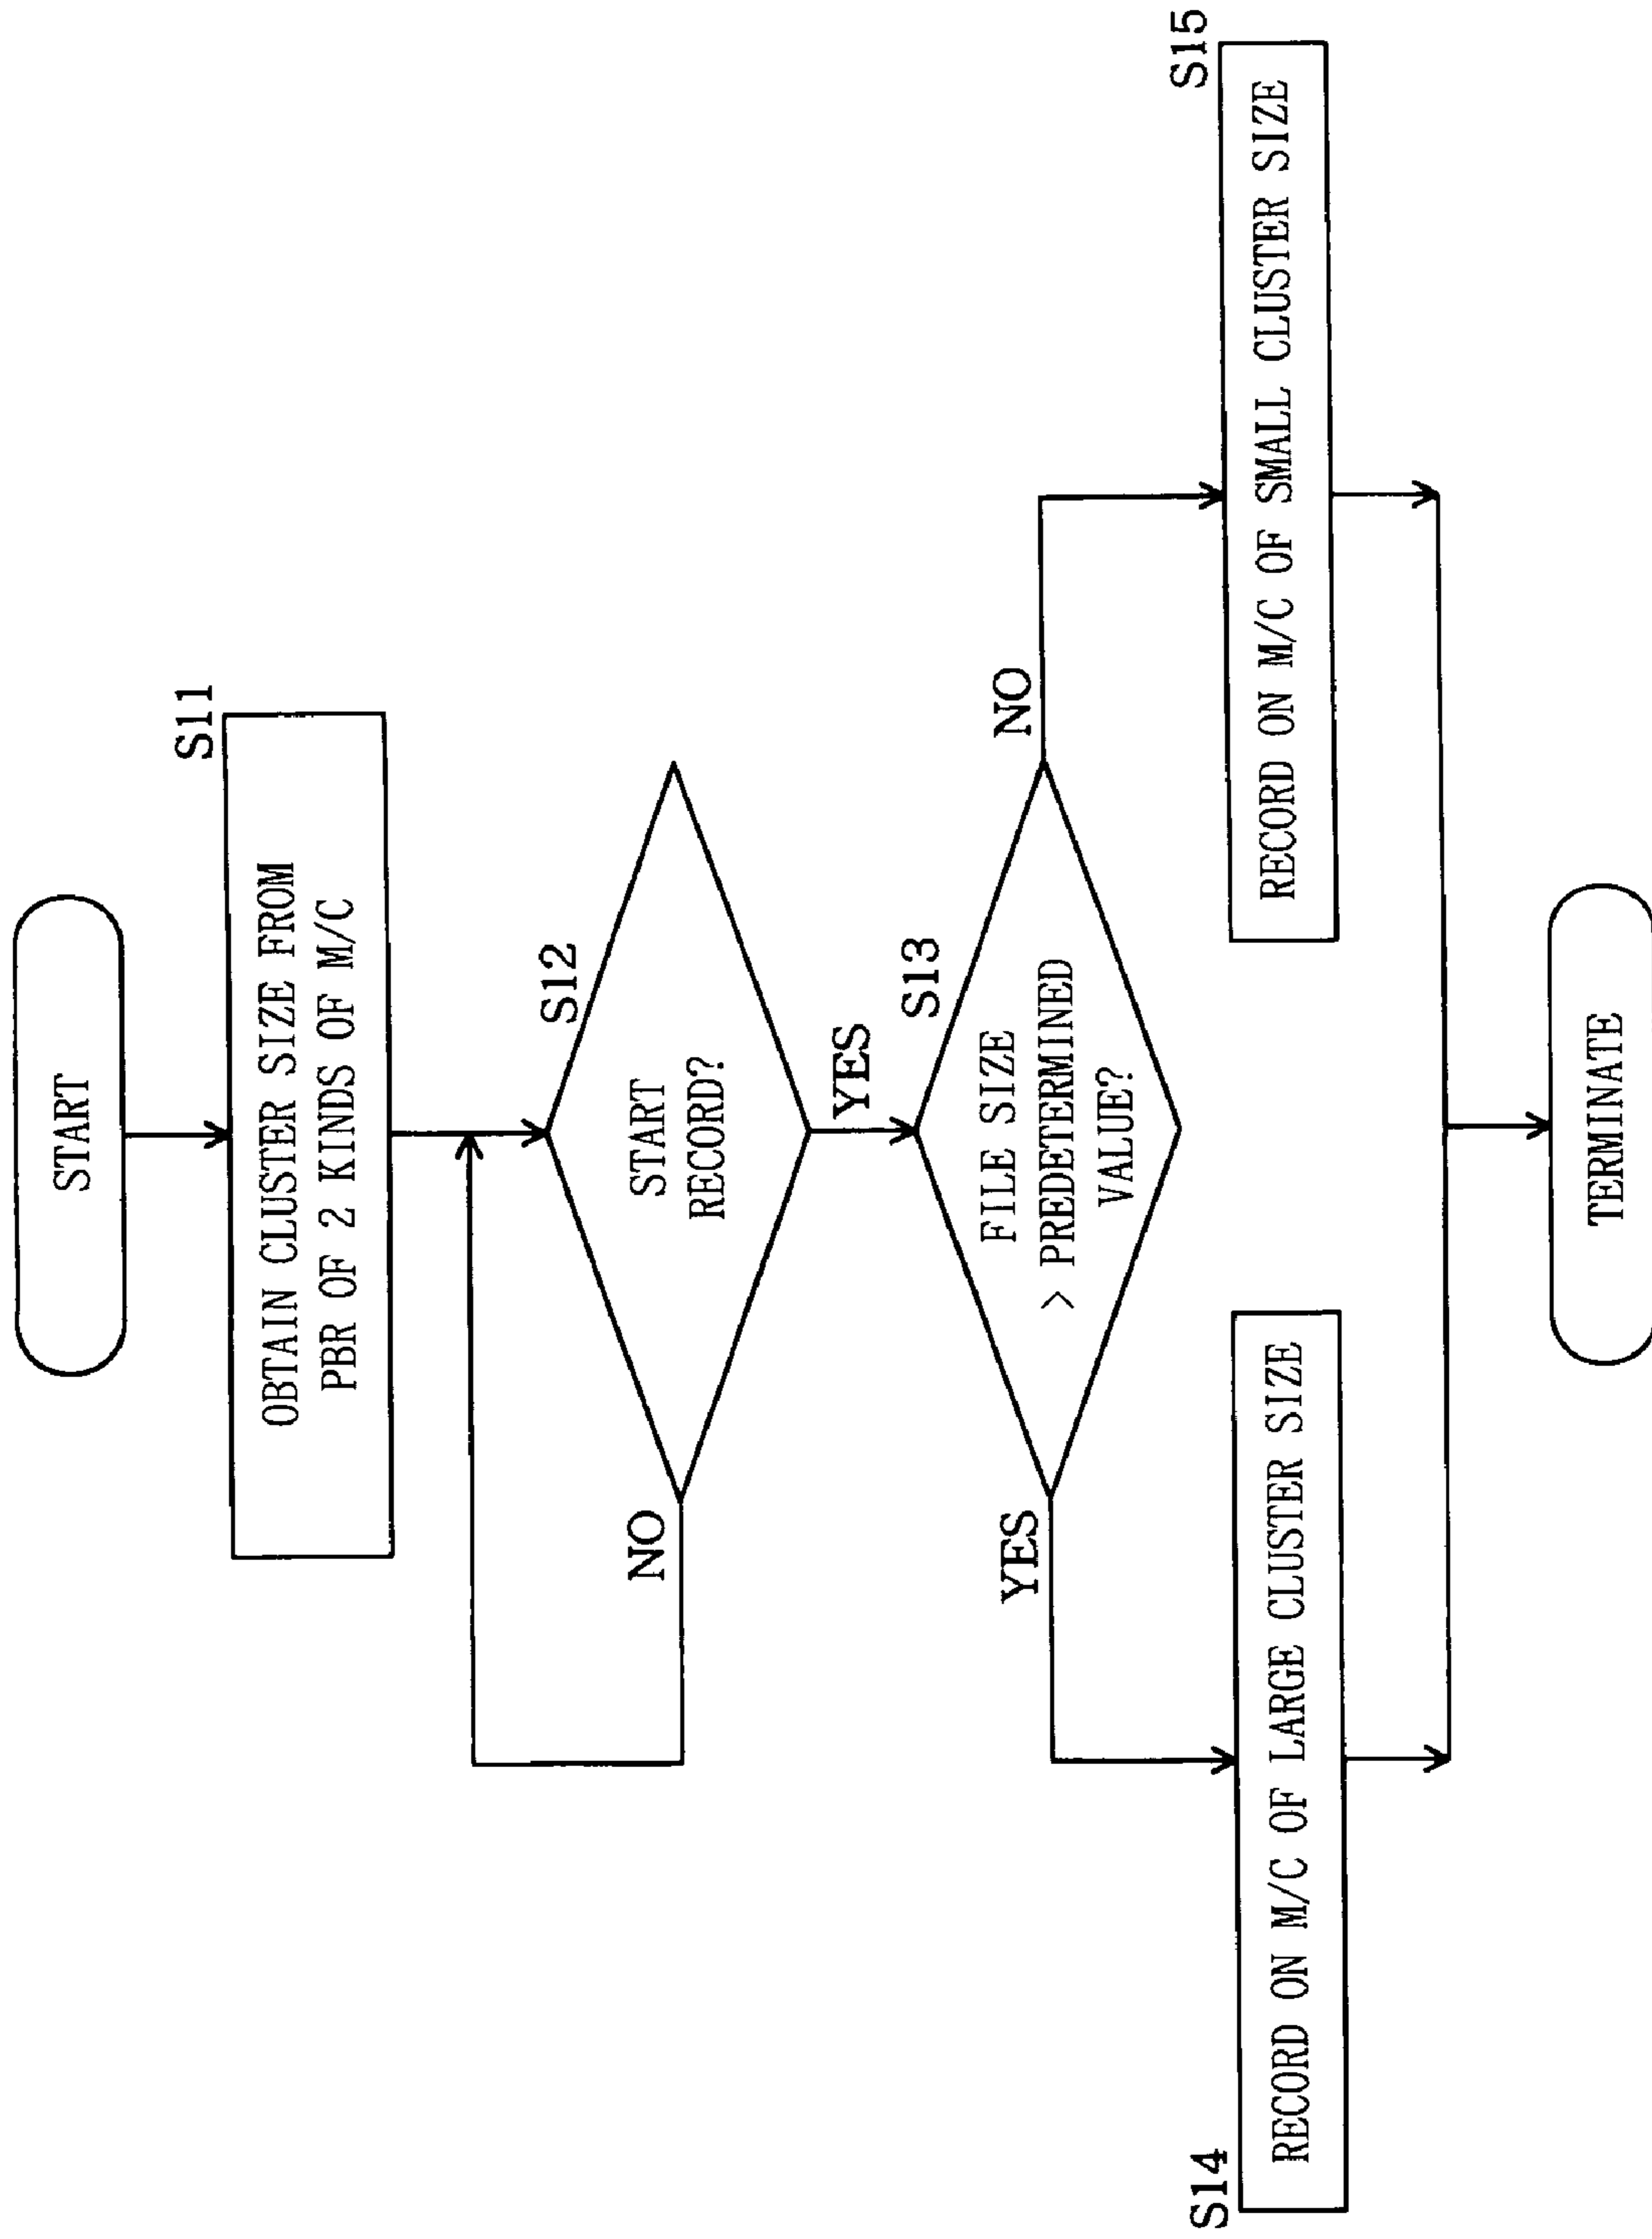 START
S11
OBTAIN CLUSTER SIZE FROM
PBR OF 2 KINDS OF M/C
S12
START
RECORD?
NO
YES
S13
FILE SIZE
> PREDETERMINED
VALUE?
YES
NO
S14
RECORD ON M/C OF LARGE CLUSTER SIZE
S15
RECORD ON M/C OF SMALL CLUSTER SIZE
TERMINATE